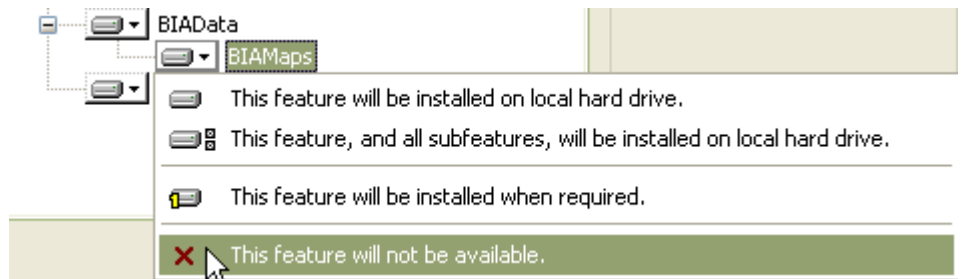 BIAData
BIAMaps
This feature will be installed on local hard drive.
This feature, and all subfeatures, will be installed on local hard drive.
This feature will be installed when required.
This feature will not be available.